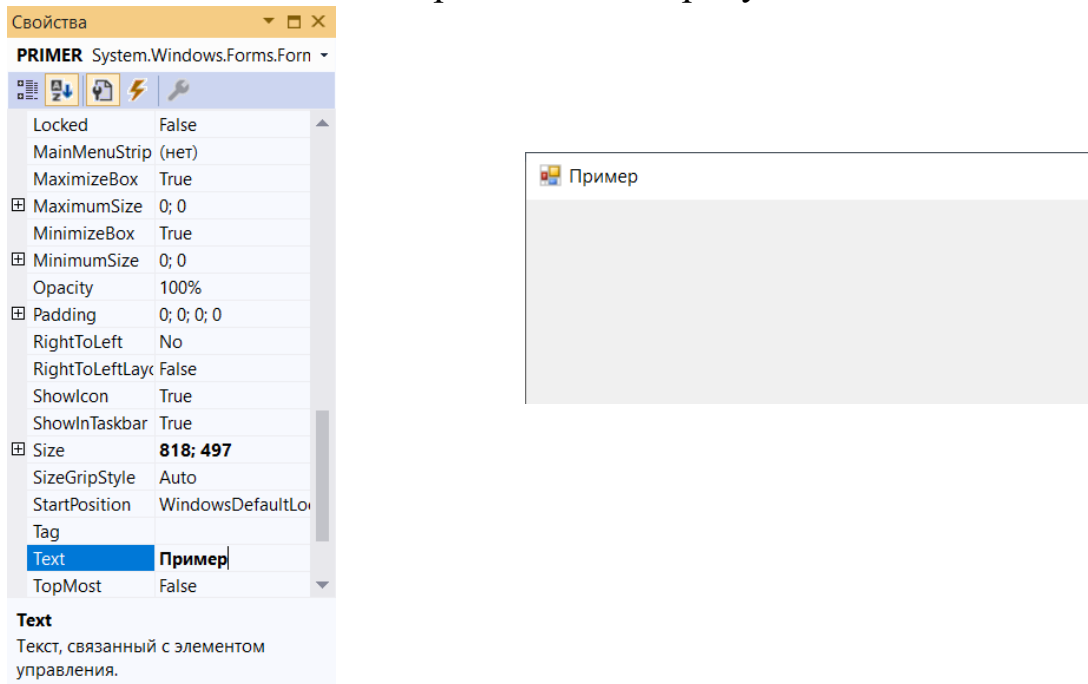 Свойства
PRIMER System.Windows.Forms.Forn
Locked False
MainMenuStrip (нет)
MaximizeBox True
MaximumSize 0; 0
MinimizeBox True
MinimumSize 0; 0
Opacity 100%
Padding 0; 0; 0; 0
RightToLeft No
RightToLeftLayo False
ShowIcon True
ShowInTaskbar True
Size 818; 497
SizeGripStyle Auto
StartPosition WindowsDefaultLo
Tag
Text Пример
TopMost False
Text
Текст, связанный с элементом
управления.
Пример